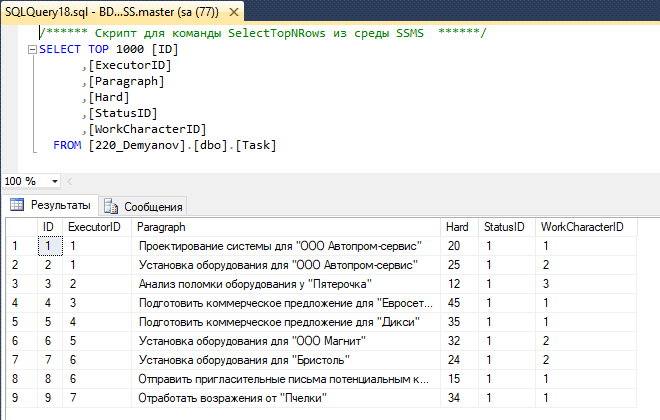 SQLQuery18.sql - BD...SS.master (sa (77))
/****** Скрипт для команды SelectTopNRows из среды SSMS ******/
SELECT TOP 1000 [ID]
,[ExecutorID]
,[Paragraph]
,[Hard]
,[StatusID]
,[WorkCharacterID]
FROM [220_Demyanov].[dbo].[Task]
100 %
Результаты Сообщения
ID ExecutorID Paragraph Hard StatusID WorkCharacterID
1 1 1 Проектирование системы для "ООО Автопром-сервис" 20 1 1
2 2 1 Установка оборудования для "ООО Автопром-сервис" 25 1 2
3 3 2 Анализ поломки оборудования у "Пятерочка" 12 1 3
4 4 3 Подготовить коммерческое предложение для "Евросет... 45 1 1
5 5 4 Подготовить коммерческое предложение для "Дикси" 35 1 1
6 6 5 Установка оборудования для "ООО Магнит" 32 1 2
7 7 6 Установка оборудования для "Бристоль" 24 1 2
8 8 6 Отправить пригласительные письма потенциальным к... 15 1 1
9 9 7 Отработать возражения от "Пчелки" 34 1 1